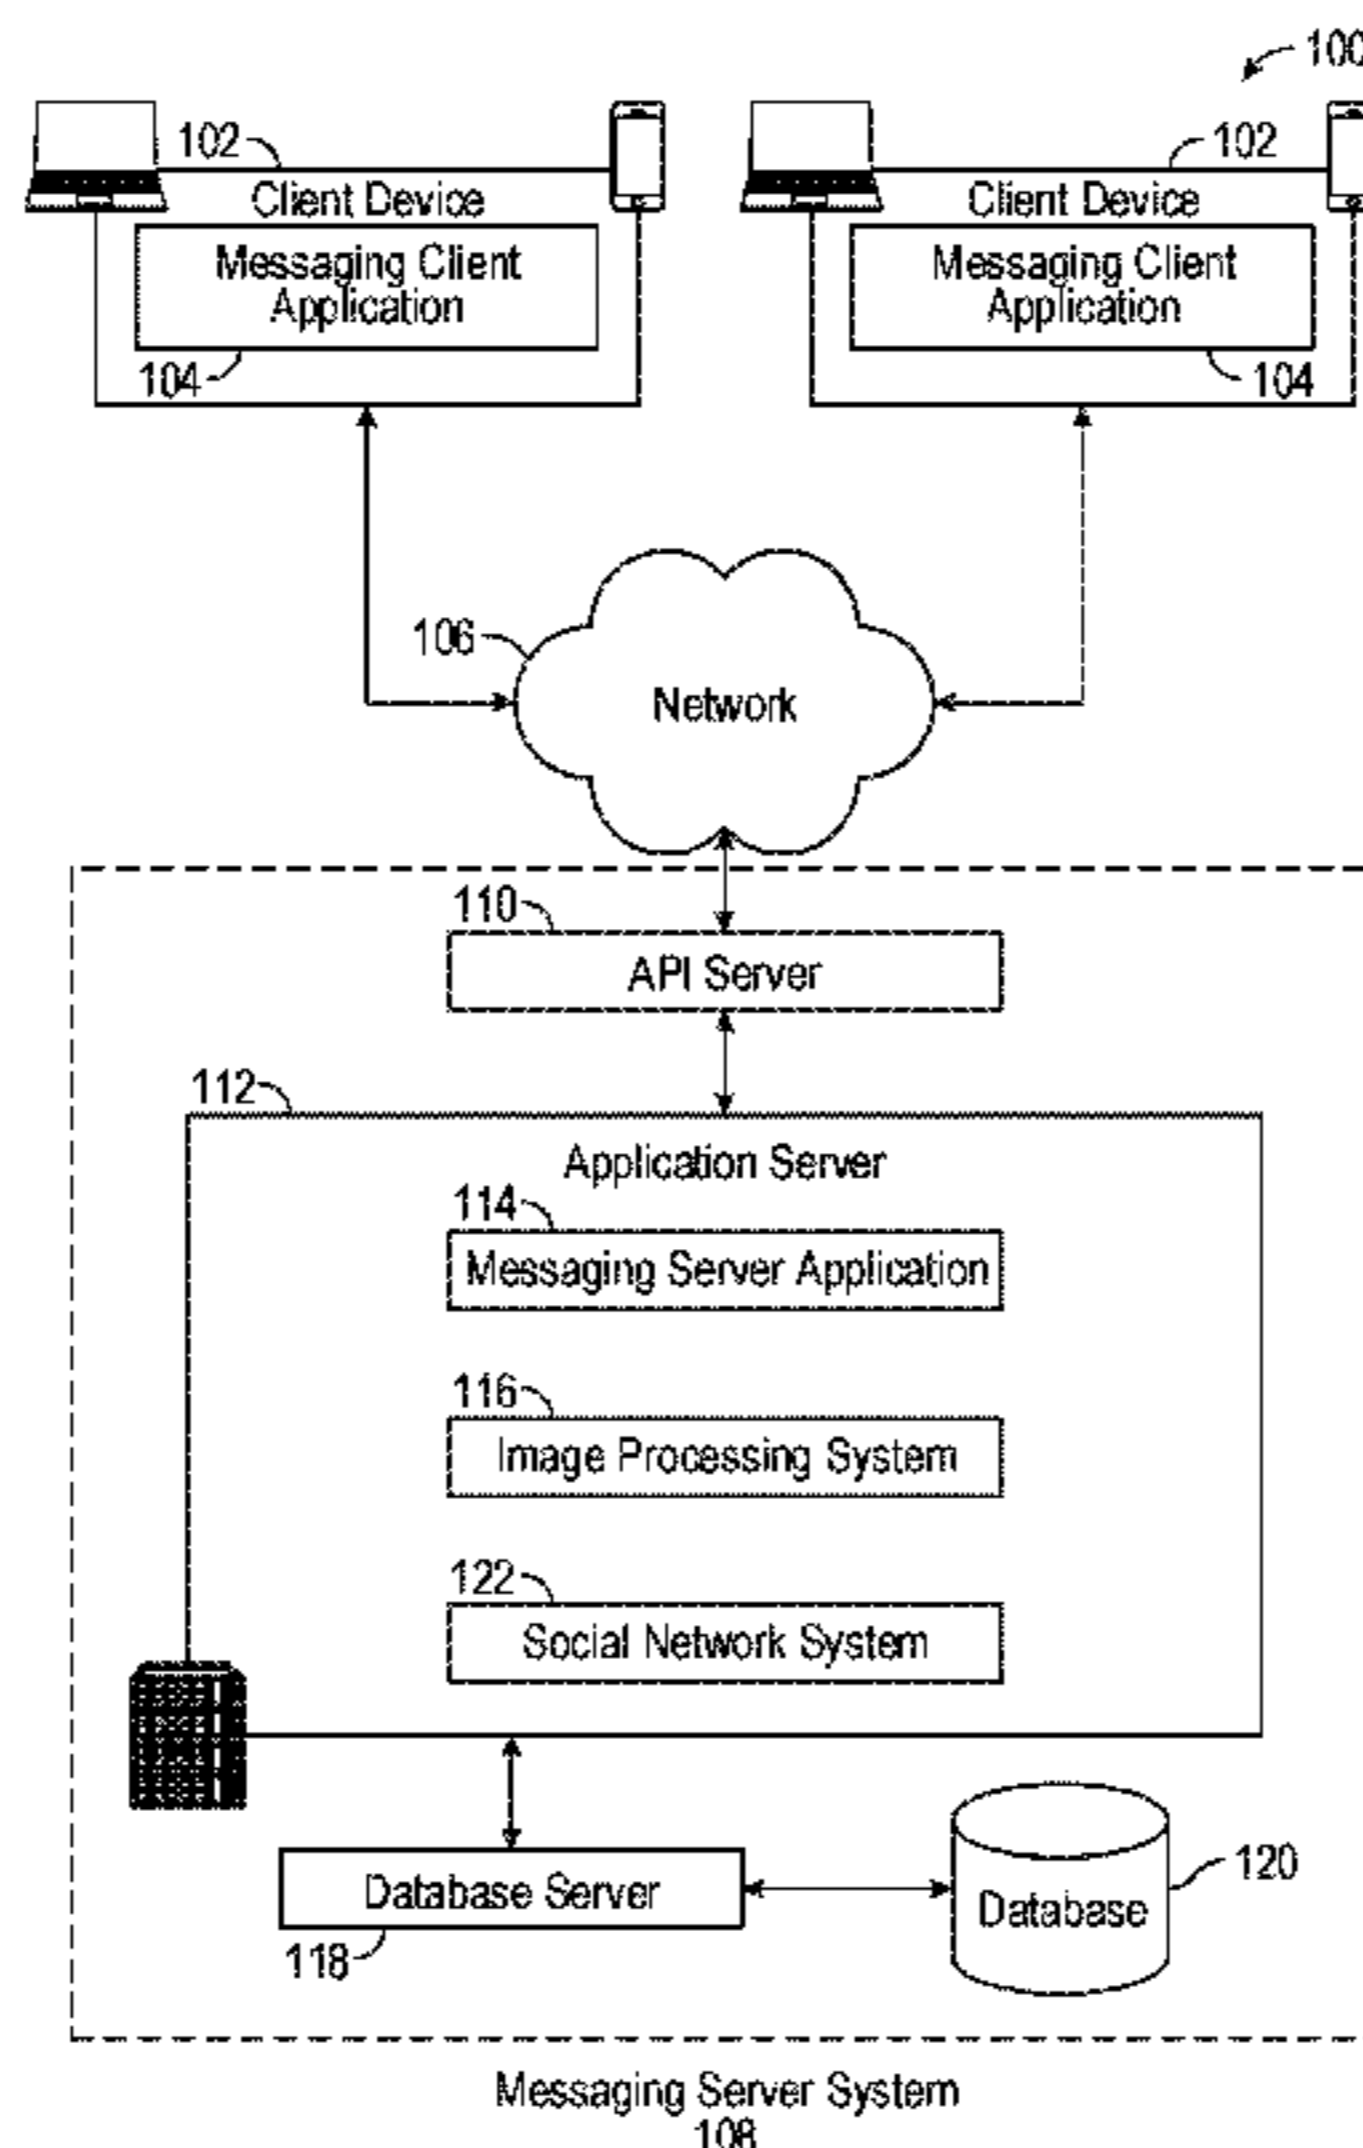 100
102
102
Client Device
Client Device
Messaging Client
Application
Messaging Client
Application
104
104
106
Network
110
API Server
112
Application Server
114
Messaging Server Application
116
Image Processing System
122
Social Network System
Database Server
118
Database
120
Messaging Server System
108